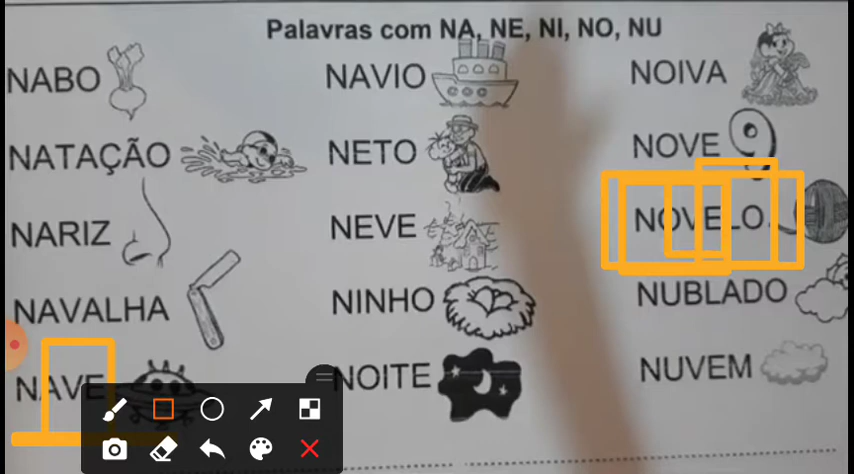 Palavras com NA, NE, NI, NO, NU
NABO
NATAÇÃO
NARIZ
NAVALHA
NAVE
NAVIO
NETO
NEVE
NINHO
NOITE
NOIVA
NOVE
9
NOVELO
NUBLADO
NUVEM